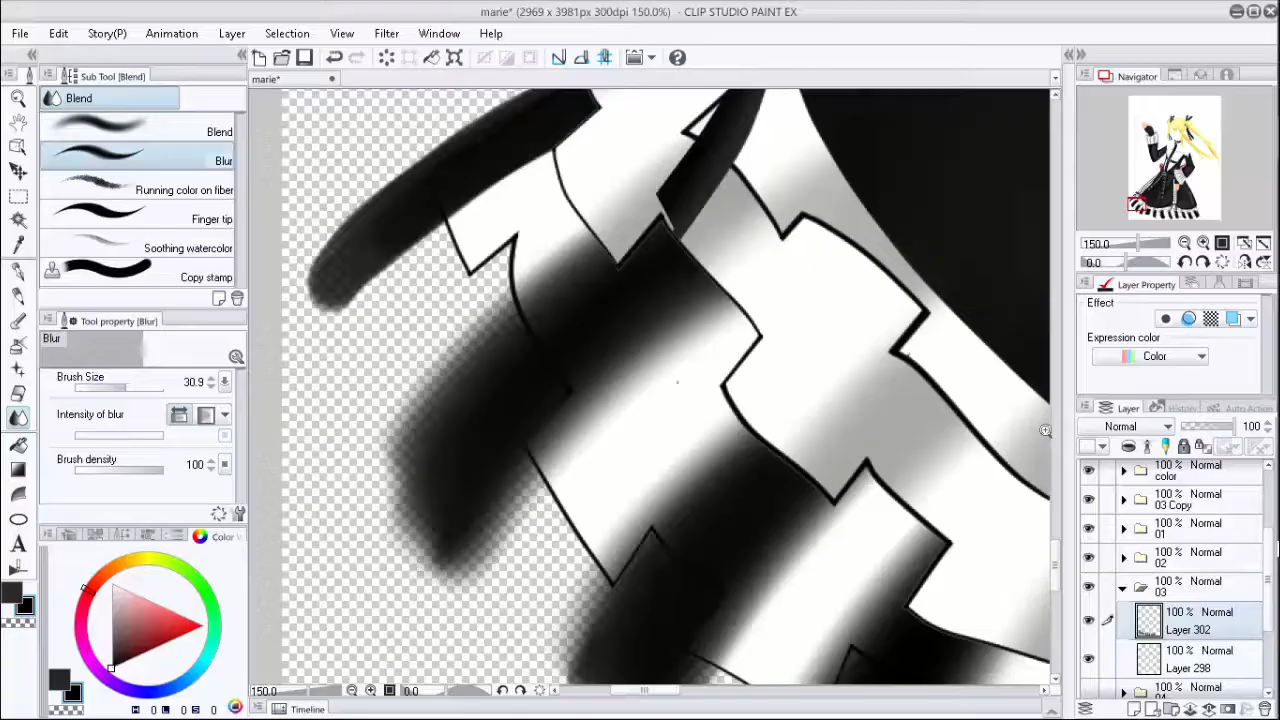 marie* (2969 x 3981px 300dpi 150.0%) - CLIP STUDIO PAINT EX
File Edit Story(P) Animation Layer Selection View Filter Window Help
Sub Tool [Blend]
marie*
Navigator
Blend
Blend
Blur
Running color on fiber
Finger tip
Soothing watercolor
Copy stamp
150.0
0.0
Layer Property
Effect
Expression color
Color
Tool property [Blur]
Blur
Brush Size 30.9
Intensity of blur
Brush density 100
Layer History Auto Action
Normal 100
100 % Normal
color
100 % Normal
03 Copy
100 % Normal
01
100 % Normal
02
100 % Normal
03
100 % Normal
Layer 302
100 % Normal
Layer 298
100 % Normal
04
Color
A
H 0 L 0 S 0
150.0 0.0
Timeline